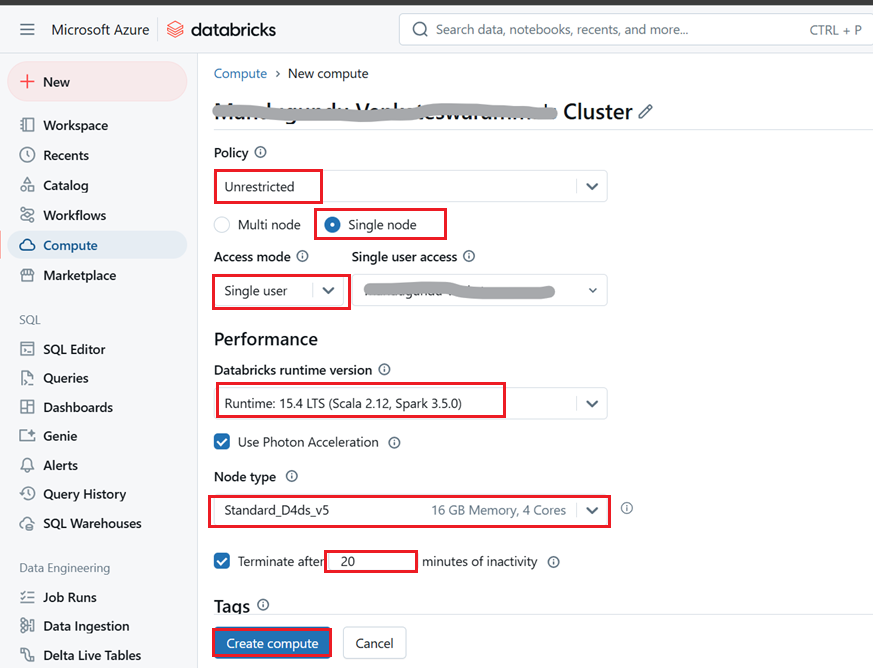 Microsoft Azure databricks Search data, notebooks, recents, and more... CTRL + P
New
Workspace
Recents
Catalog
Workflows
Compute
Marketplace
SQL
SQL Editor
Queries
Dashboards
Genie
Alerts
Query History
SQL Warehouses
Data Engineering
Job Runs
Data Ingestion
Delta Live Tables
Compute > New compute
Cluster
Policy
Unrestricted
Multi node Single node
Access mode Single user access
Single user
Performance
Databricks runtime version
Runtime: 15.4 LTS (Scala 2.12, Spark 3.5.0)
Use Photon Acceleration
Node type
Standard_D4ds_v5 16 GB Memory, 4 Cores
Terminate after 20 minutes of inactivity
Tags
Create compute Cancel